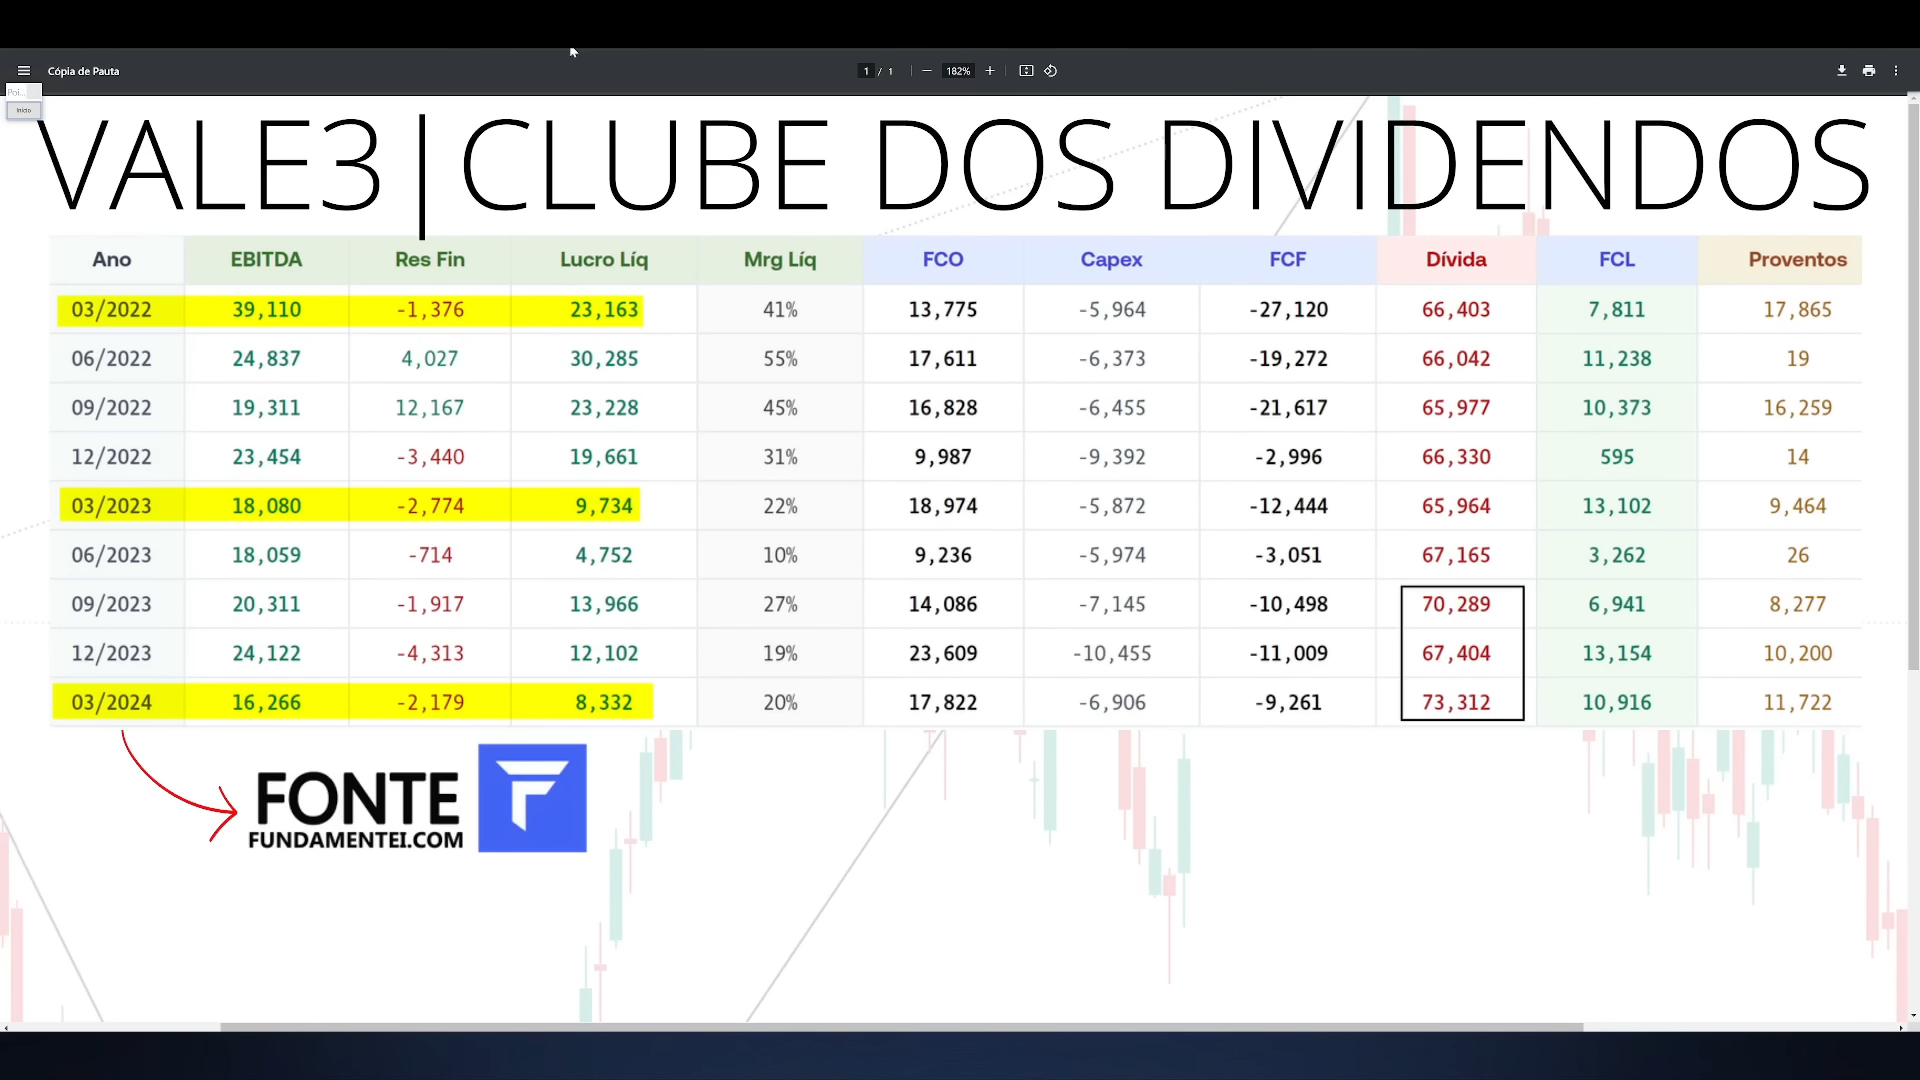 Cópia de Pauta
1 / 1
182%
Poi...
Início
VALE3|CLUBE DOS DIVIDENDOS
Ano EBITDA Res Fin Lucro Líq Mrg Líq FCO Capex FCF Dívida FCL Proventos
03/2022 39,110 -1,376 23,163 41% 13,775 -5,964 -27,120 66,403 7,811 17,865
06/2022 24,837 4,027 30,285 55% 17,611 -6,373 -19,272 66,042 11,238 19
09/2022 19,311 12,167 23,228 45% 16,828 -6,455 -21,617 65,977 10,373 16,259
12/2022 23,454 -3,440 19,661 31% 9,987 -9,392 -2,996 66,330 595 14
03/2023 18,080 -2,774 9,734 22% 18,974 -5,872 -12,444 65,964 13,102 9,464
06/2023 18,059 -714 4,752 10% 9,236 -5,974 -3,051 67,165 3,262 26
09/2023 20,311 -1,917 13,966 27% 14,086 -7,145 -10,498 70,289 6,941 8,277
12/2023 24,122 -4,313 12,102 19% 23,609 -10,455 -11,009 67,404 13,154 10,200
03/2024 16,266 -2,179 8,332 20% 17,822 -6,906 -9,261 73,312 10,916 11,722
FONTE
FUNDAMENTEI.COM